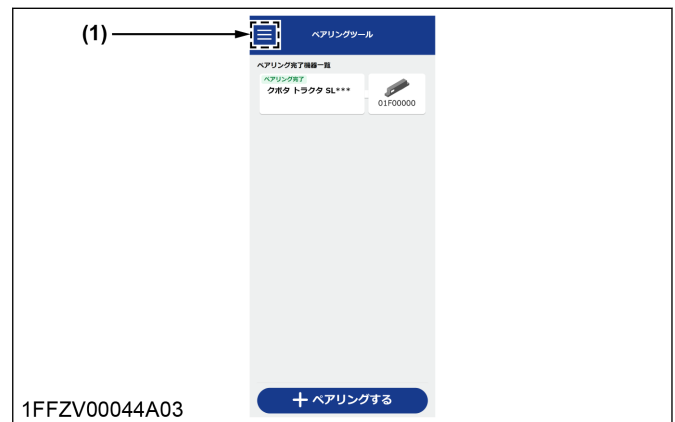 (1)
ペアリングツール
ペアリング完了機器一覧
ペアリング完了
クボタ トラクタ SL***
01F00000
ペアリングする
1FFZV00044A03